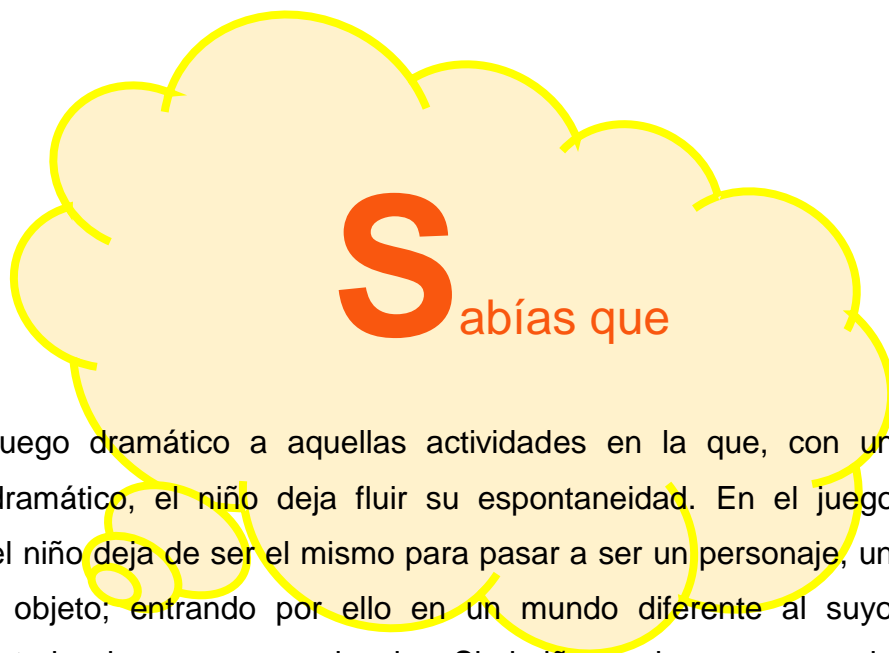 Sabías que
uego dramático a aquellas actividades en la que, con un
dramático, el niño deja fluir su espontaneidad. En el juego
el niño deja de ser el mismo para pasar a ser un personaje, un
objeto; entrando por ello en un mundo diferente al suyo